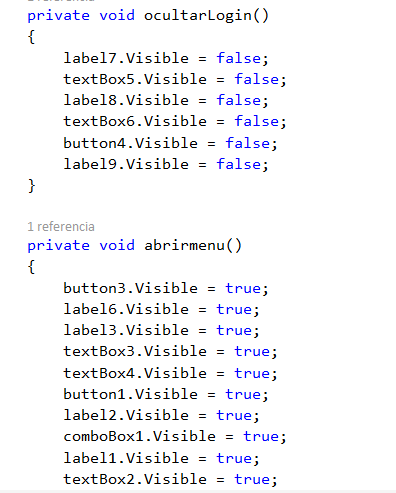 private void ocultarLogin()
{
label7.Visible = false;
textBox5.Visible = false;
label8.Visible = false;
textBox6.Visible = false;
button4.Visible = false;
label9.Visible = false;
}
1 referencia
private void abrirmenu()
{
button3.Visible = true;
label6.Visible = true;
label3.Visible = true;
textBox3.Visible = true;
textBox4.Visible = true;
button1.Visible = true;
label2.Visible = true;
comboBox1.Visible = true;
label1.Visible = true;
textBox2.Visible = true;